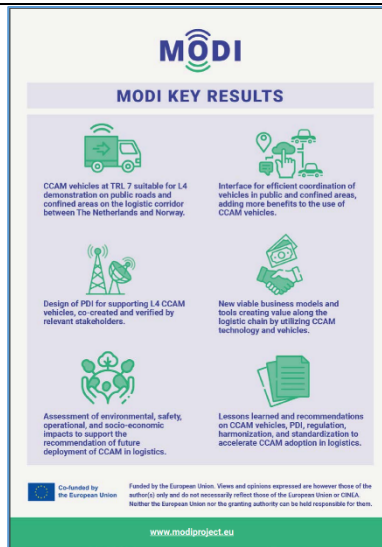 MODI
MODI KEY RESULTS
CCAM vehicles at TRL 7 suitable for L4
demonstration on public roads and
confined areas on the logistic corridor
between The Netherlands and Norway.
Interface for efficient coordination of
vehicles in public and confined areas,
adding more benefits to the use of
CCAM vehicles.
Design of PDI for supporting L4 CCAM
vehicles, co-created and verified by
relevant stakeholders.
New viable business models and
tools creating value along the
logistic chain by utilizing CCAM
technology and vehicles.
Assessment of environmental, safety,
operational, and socio-economic
impacts to support the
recommendation of future
deployment of CCAM in logistics.
Lessons learned and recommendations
on CCAM vehicles, PDI, regulation,
harmonization, and standardization to
accelerate CCAM adoption in logistics.
Co-funded by
the European Union
Funded by the European Union. Views and opinions expressed are however those of the
author(s) only and do not necessarily reflect those of the European Union or CINEA.
Neither the European Union nor the granting authority can be held responsible for them.
www.modiproject.eu